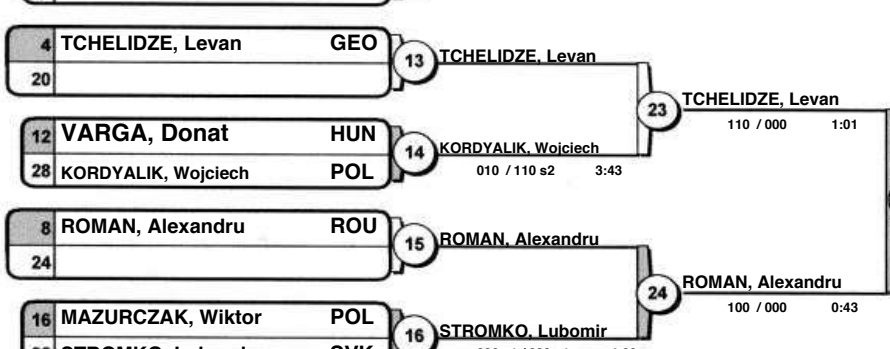 4 TCHELIDZE, Levan GEO
20
13
TCHELIDZE, Levan
12 VARGA, Donat HUN
28 KORDYALIK, Wojciech POL
14
KORDYALIK, Wojciech
010 / 110 s2 3:43
23
TCHELIDZE, Levan
110 / 000 1:01
8 ROMAN, Alexandru ROU
24
15
ROMAN, Alexandru
16 MAZURCZAK, Wiktor POL
STROMKO, SVK
16
STROMKO, Lubomir
24
ROMAN, Alexandru
100 / 000 0:43